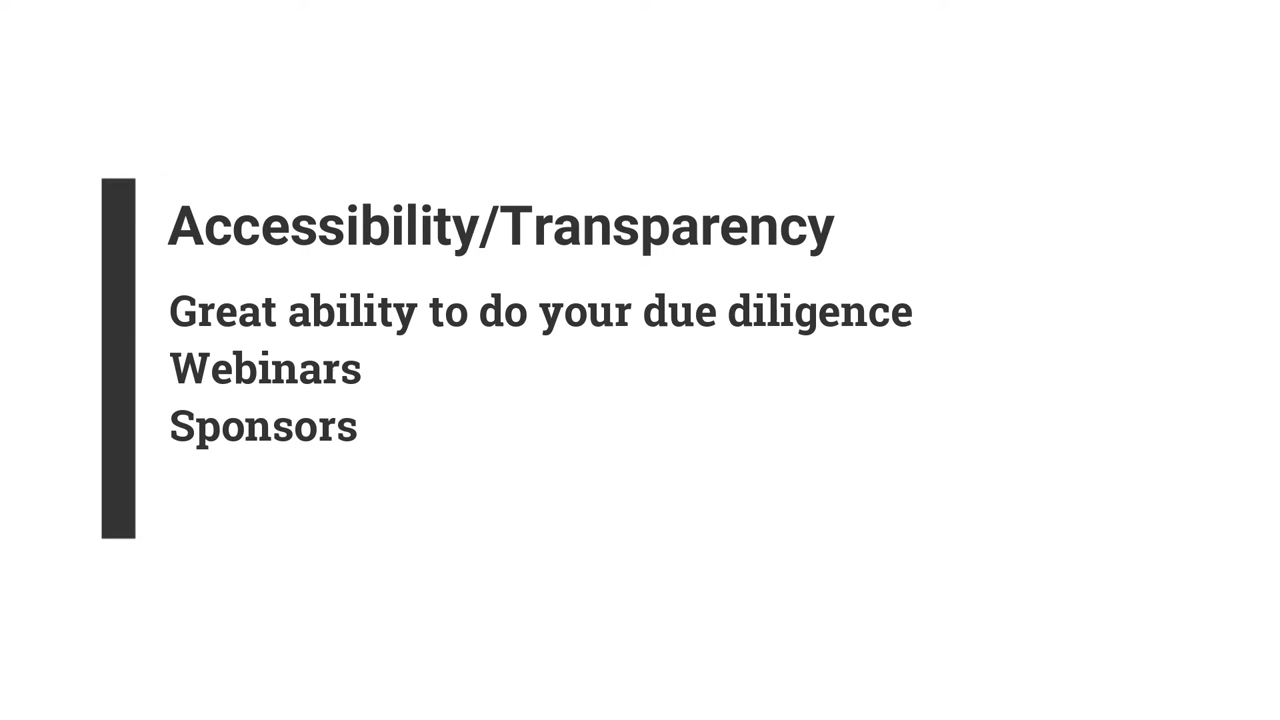 Accessibility/Transparency
Great ability to do your due diligence
Webinars
Sponsors